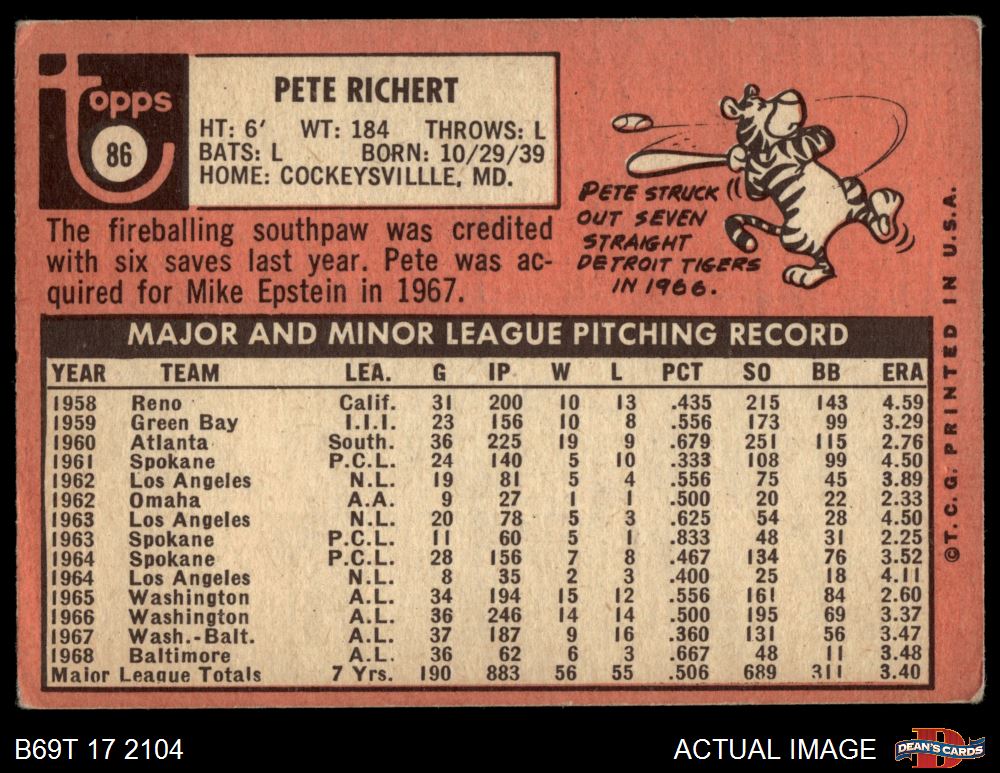 Topps
86
PETE RICHERT
HT: 6' WT: 184 THROWS: L
BATS: L BORN: 10/29/39
HOME: COCKEYSVILLLE, MD.
The fireballing southpaw was credited
with six saves last year. Pete was ac-
quired for Mike Epstein in 1967.
PETE STRUCK
OUT SEVEN
STRAIGHT
DETROIT TIGERS
IN 1966.
MAJOR AND MINOR LEAGUE PITCHING RECORD
YEAR TEAM LEA. G IP W L PCT SO BB ERA
1958 Reno Calif. 31 200 10 13 .435 215 143 4.59
1959 Green Bay I.I.I. 23 156 10 8 .556 173 99 3.29
1960 Atlanta South. 36 225 19 9 .679 251 115 2.76
1961 Spokane P.C.L. 24 140 5 10 .333 108 99 4.50
1962 Los Angeles N.L. 19 81 5 4 .556 75 45 3.89
1962 Omaha A.A. 9 27 1 1 .500 20 22 2.33
1963 Los Angeles N.L. 20 78 5 3 .625 54 28 4.50
1963 Spokane P.C.L. 11 60 5 1 .833 48 31 2.25
1964 Spokane P.C.L. 28 156 7 8 .467 134 76 3.52
1964 Los Angeles N.L. 8 35 2 3 .400 25 18 4.11
1965 Washington A.L. 34 194 15 12 .556 161 84 2.60
1966 Washington A.L. 36 246 14 14 .500 195 69 3.37
1967 Wash.-Balt. A.L. 37 187 9 16 .360 131 56 3.47
1968 Baltimore A.L. 36 62 6 3 .667 48 11 3.48
Major League Totals 7 Yrs. 190 883 56 55 .506 689 311 3.40
©T.C.G. PRINTED IN U.S.A.
B69T 17 2104
ACTUAL IMAGE
D
DEAN'S CARDS